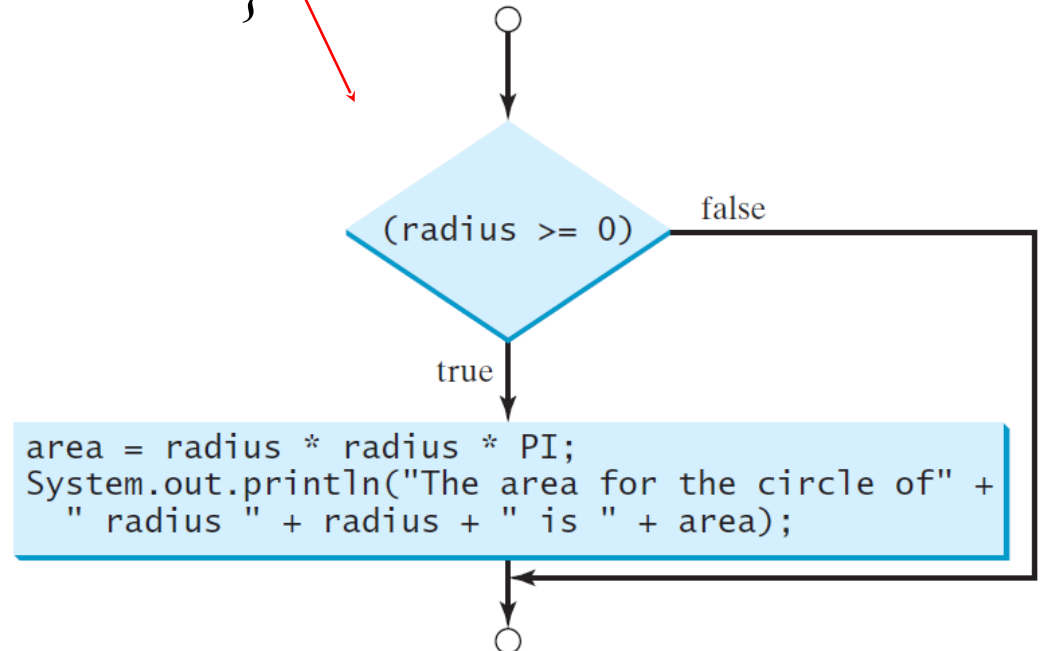 }
(radius >= 0)
false
true
area = radius * radius * PI;
System.out.println("The area for the circle of" +
" radius " + radius + " is " + area);